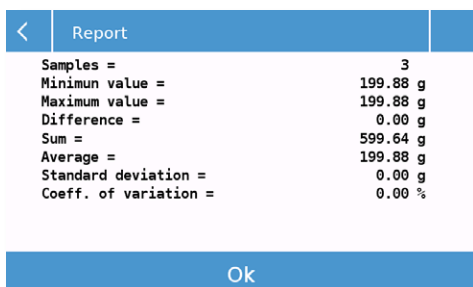 Report
Samples = 3
Minimun value = 199.88 g
Maximum value = 199.88 g
Difference = 0.00 g
Sum = 599.64 g
Average = 199.88 g
Standard deviation = 0.00 g
Coeff. of variation = 0.00 %
Ok